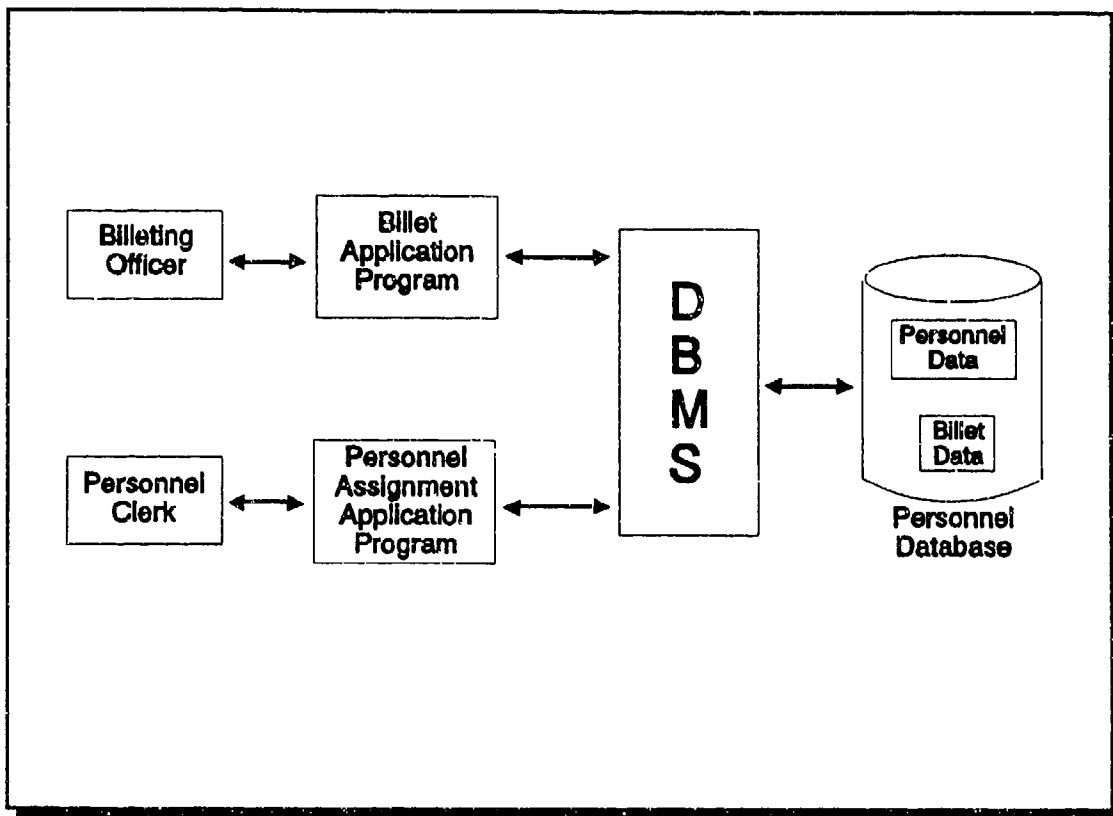 Billeting
Officer
Billet
Application
Program
Personnel
Clerk
Personnel
Assignment
Application
Program
D
B
M
S
Personnel
Data
Billet
Data
Personnel
Database